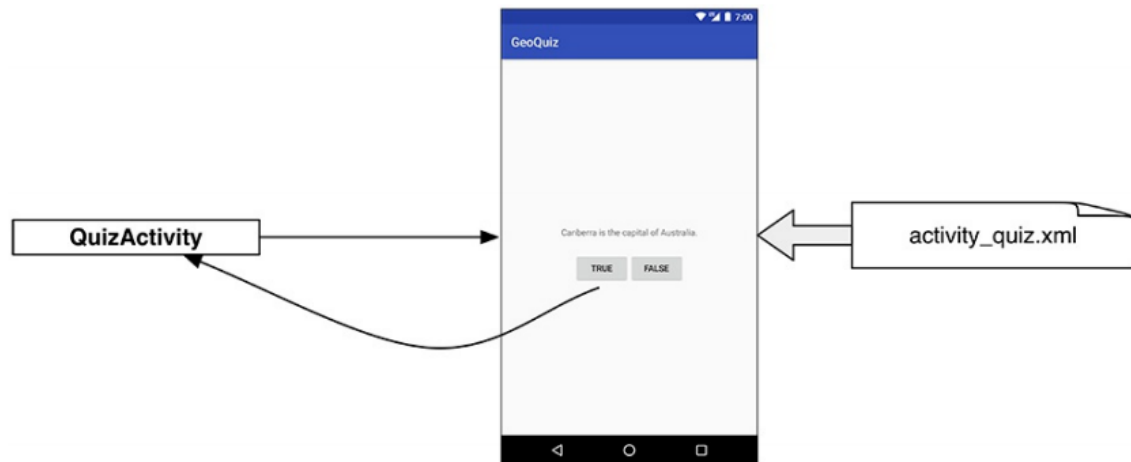 7:00
GeoQuiz
QuizActivity
Canberra is the capital of Australia.
TRUE FALSE
activity_quiz.xml